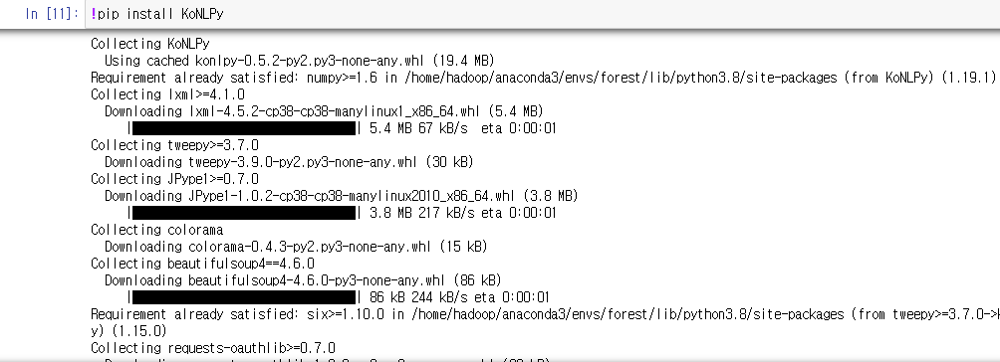 In [11]: !pip install KoNLPy
Collecting KoNLPy
Using cached konlpy-0.5.2-py2.py3-none-any.whl (19.4 MB)
Requirement already satisfied: numpy>=1.6 in /home/hadoop/anaconda3/envs/forest/lib/python3.8/site-packages (from KoNLPy) (1.19.1)
Collecting lxml>=4.1.0
Downloading lxml-4.5.2-cp38-cp38-manylinux1_x86_64.whl (5.4 MB)
| 5.4 MB 67 kB/s eta 0:00:01
Collecting tweepy>=3.7.0
Downloading tweepy-3.9.0-py2.py3-none-any.whl (30 kB)
Collecting JPype1>=0.7.0
Downloading JPype1-1.0.2-cp38-cp38-manylinux2010_x86_64.whl (3.8 MB)
| 3.8 MB 217 kB/s eta 0:00:01
Collecting colorama
Downloading colorama-0.4.3-py2.py3-none-any.whl (15 kB)
Collecting beautifulsoup4==4.6.0
Downloading beautifulsoup4-4.6.0-py3-none-any.whl (86 kB)
| 86 kB 244 kB/s eta 0:00:01
Requirement already satisfied: six>=1.10.0 in /home/hadoop/anaconda3/envs/forest/lib/python3.8/site-packages (from tweepy>=3.7.0->k
y) (1.15.0)
Collecting requests-oauthlib>=0.7.0